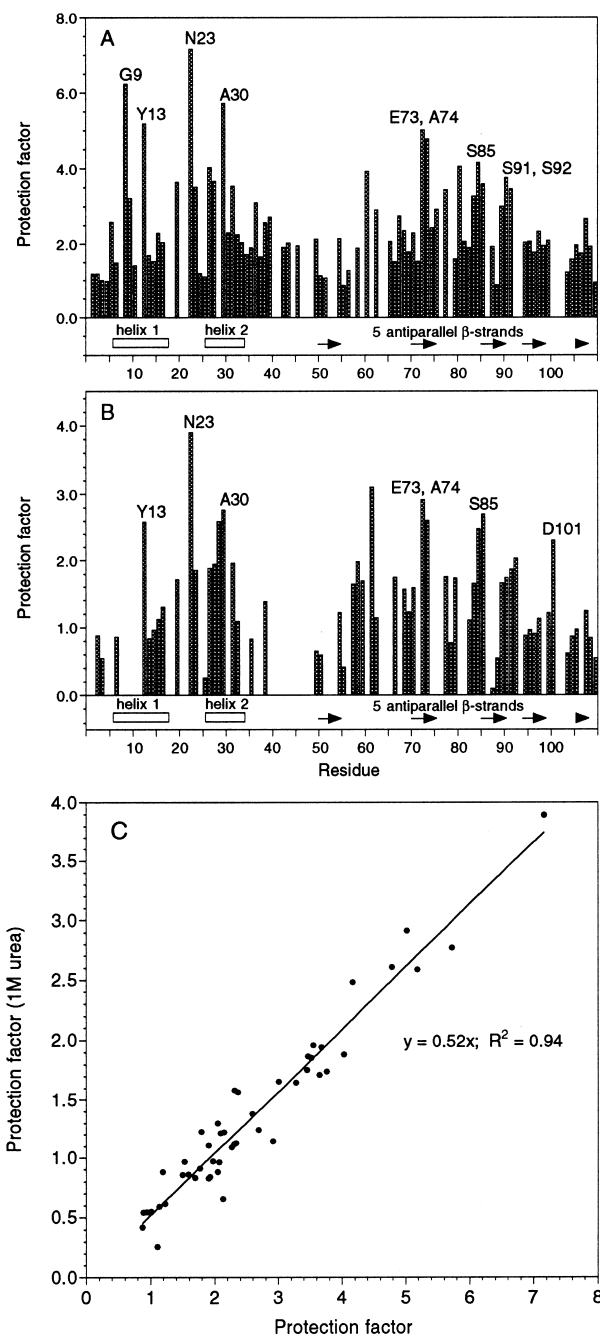 8.0
A
N23
G9
Y13
A30
E73, A74
S85
S91, S92
6.0
4.0
2.0
0.0
Protection factor
helix 1
helix 2
5 antiparallel β-strands
10 20 30 40 50 60 70 80 90 100
B
4.0
3.0
2.0
1.0
0.0
Protection factor
N23
Y13
A30
E73, A74
S85
D101
helix 1
helix 2
5 antiparallel β-strands
10 20 30 40 50 60 70 80 90 100
Residue
C
4.0
3.5
3.0
2.5
2.0
1.5
1.0
0.5
0.0
Protection factor (1M urea)
y = 0.52x; R² = 0.94
0 1 2 3 4 5 6 7 8
Protection factor